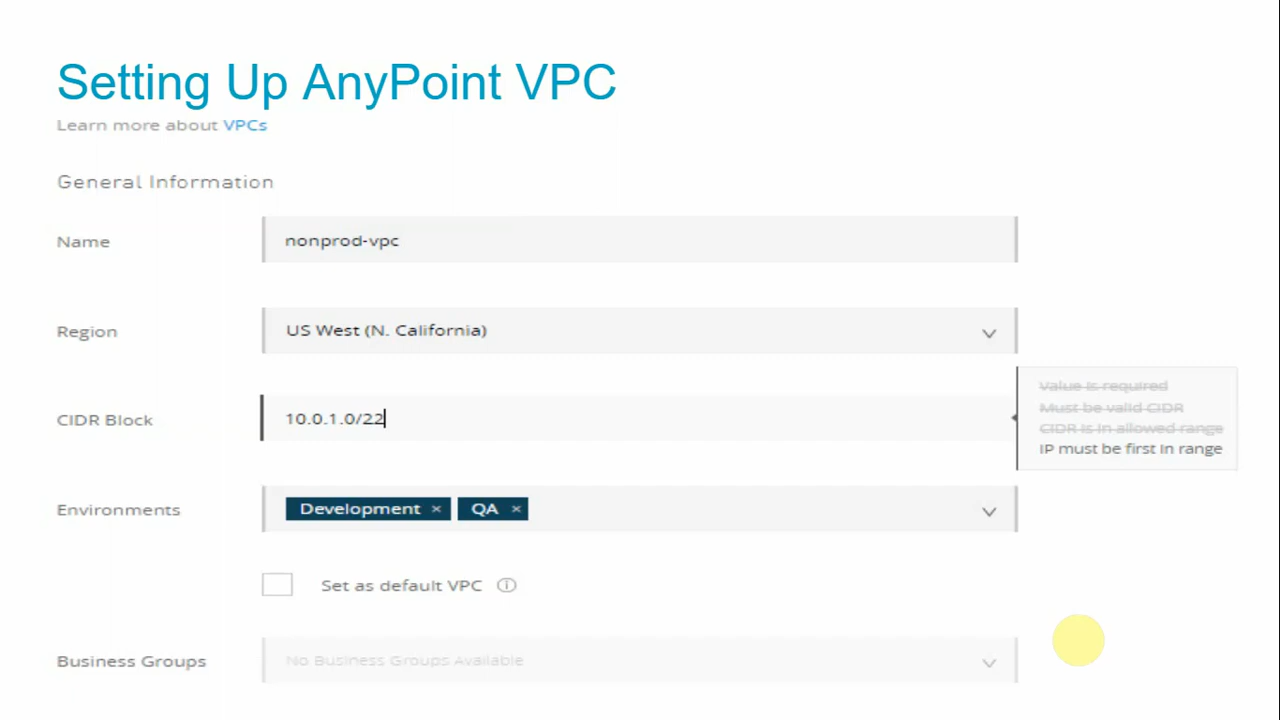 Setting Up AnyPoint VPC
Learn more about VPCs
General Information
Name
nonprod-vpc
Region
US West (N. California)
CIDR Block
10.0.1.0/22
Value is required
Must be valid CIDR
CIDR is in allowed range
IP must be first in range
Environments
Development × QA ×
Set as default VPC
Business Groups
No Business Groups Available